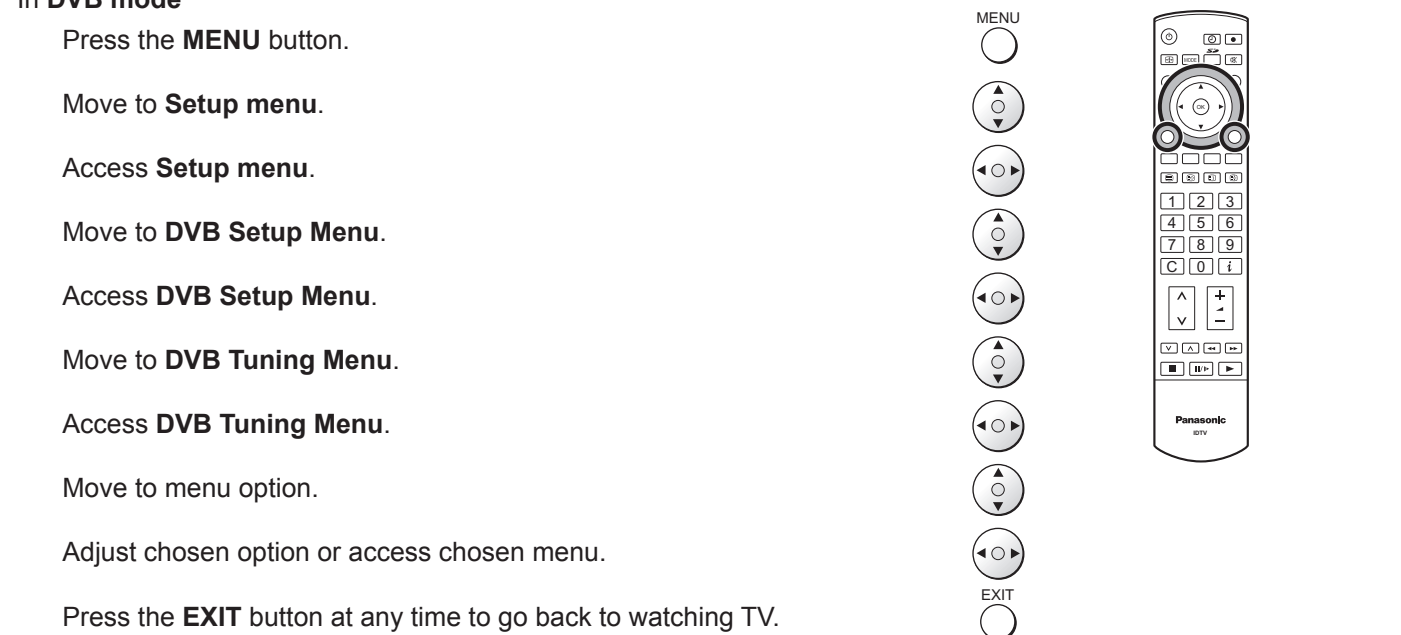 In DVB mode
Press the MENU button.
MENU
Move to Setup menu.
Access Setup menu.
Move to DVB Setup Menu.
Access DVB Setup Menu.
Move to DVB Tuning Menu.
Access DVB Tuning Menu.
Move to menu option.
Adjust chosen option or access chosen menu.
Press the EXIT button at any time to go back to watching TV.
EXIT
MODE
OK
1 2 3
4 5 6
7 8 9
C 0 i
Panasonic
IDTV